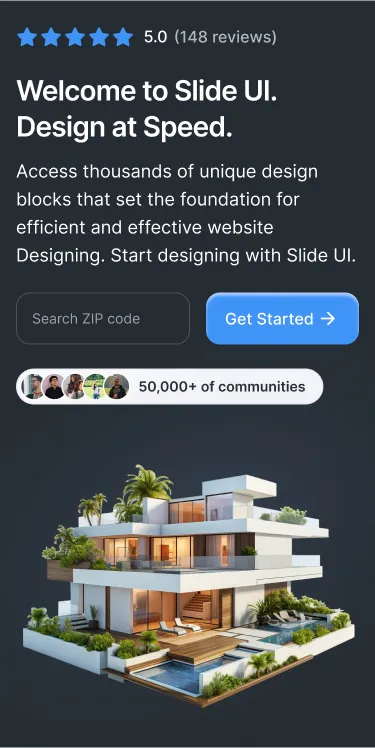 5.0 (148 reviews)
Welcome to Slide UI.
Design at Speed.
Access thousands of unique design
blocks that set the foundation for
efficient and effective website
Designing. Start designing with Slide UI.
Search ZIP code
Get Started →
50,000+ of communities